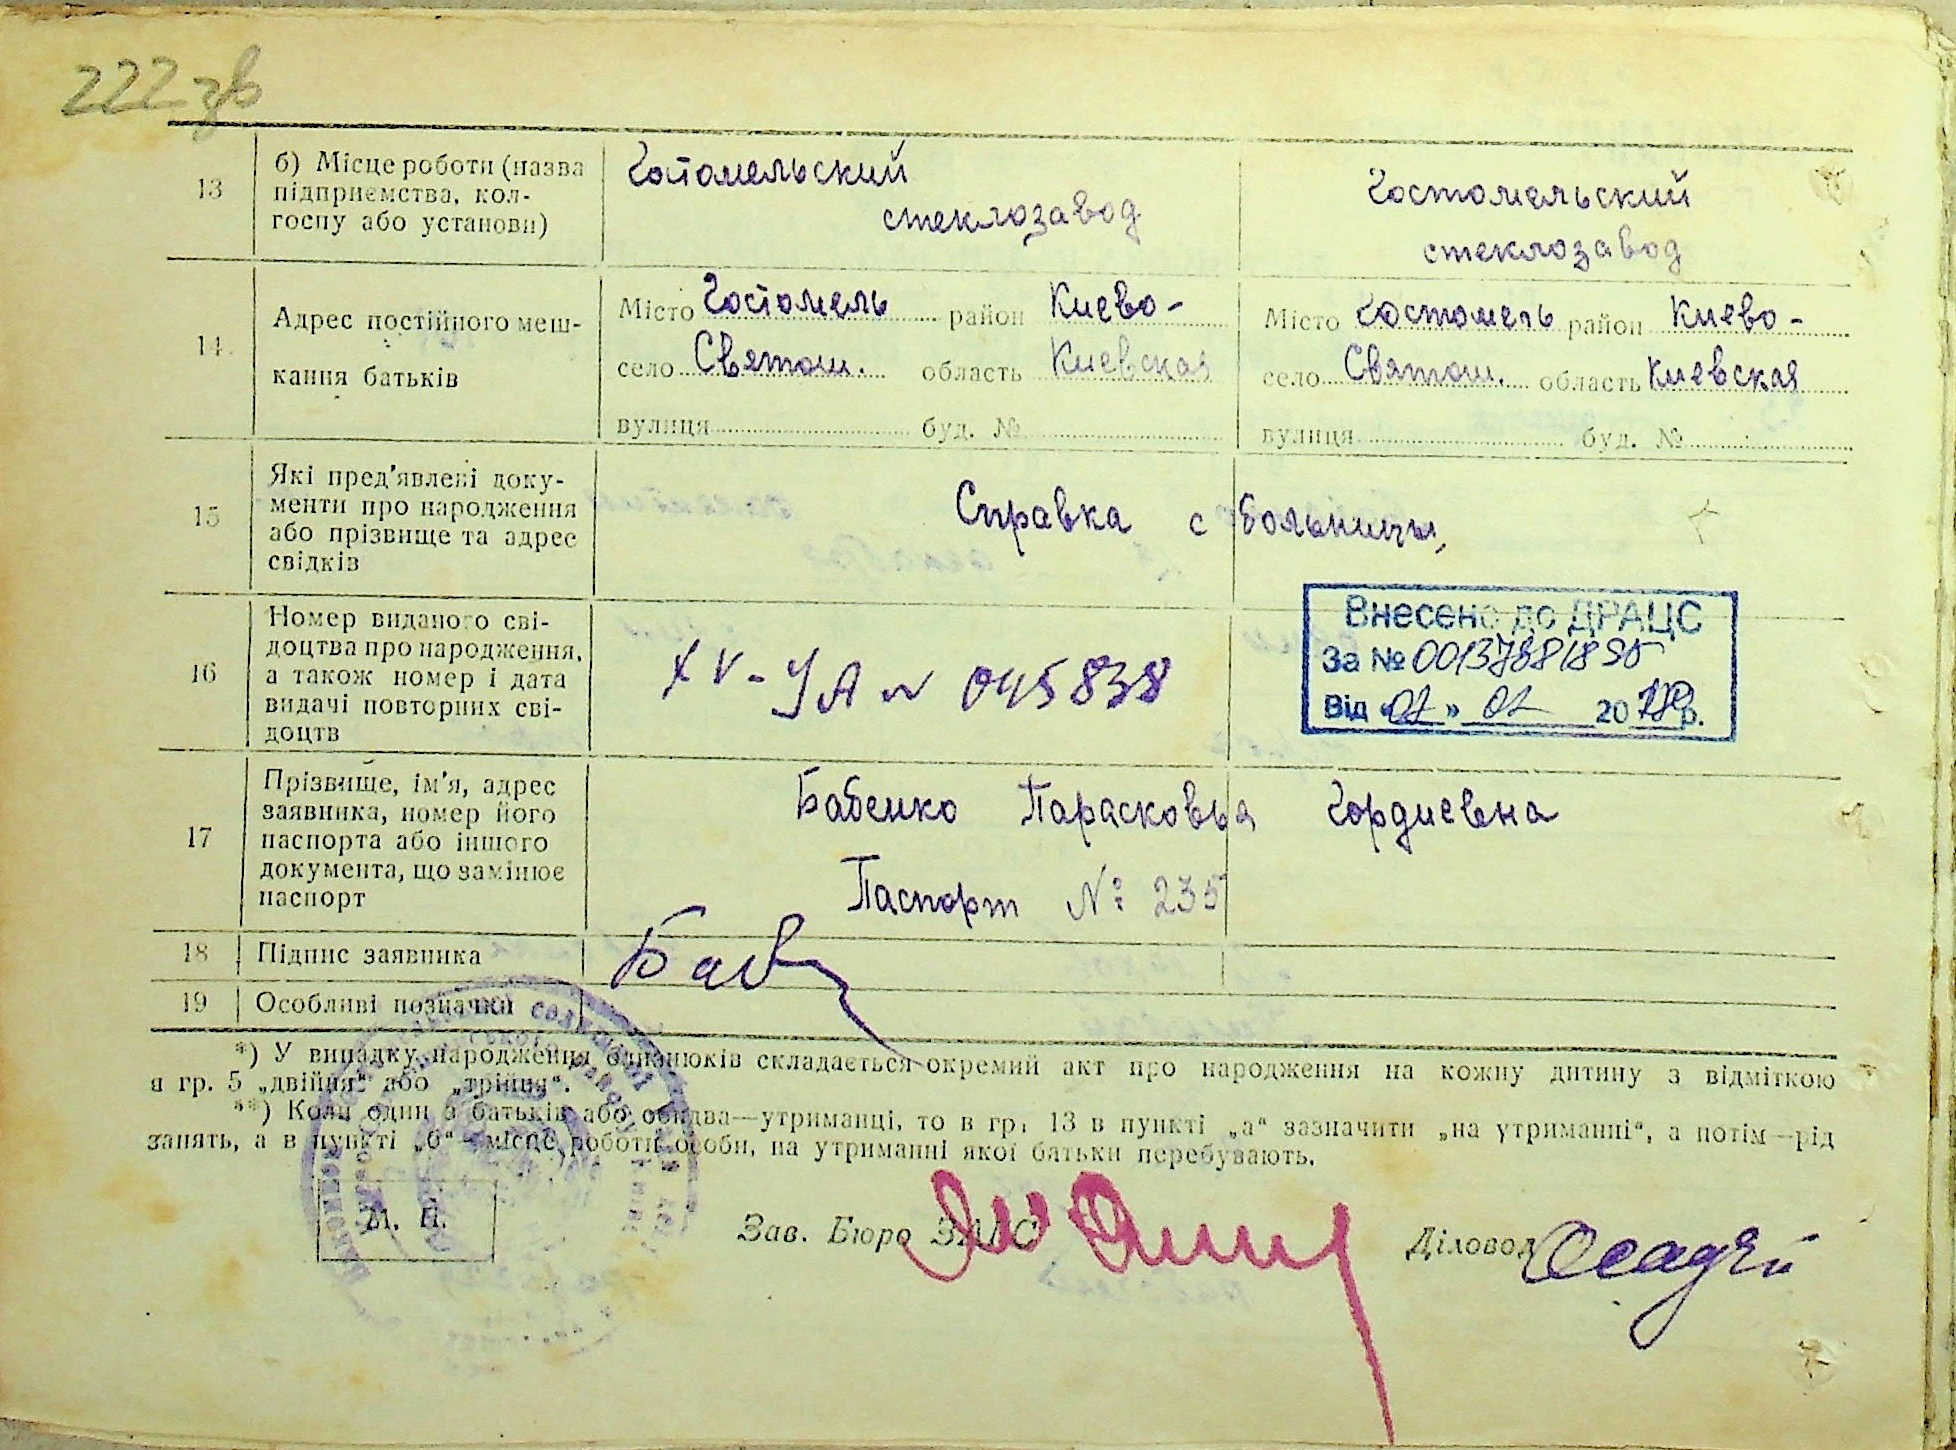 222 зв
13
б) Місце роботи (назва
підприємства, кол-
госпу або установи)
Гостомельский
стеклозавод
Гостомельский
стеклозавод
14
Адрес постійного меш-
кання батьків
Місто Гостомель район Киево-
село Святош. область Киевская
вулиця буд. №
Місто Гостомель район Киево-
село Святош. область Киевская
вулиця буд. №
15
Які пред'явлені доку-
менти про народження
або прізвище та адрес
свідків
Справка с больницы,
16
Номер виданого сві-
доцтва про народження,
а також номер і дата
видачі повторних сві-
доцтв
XV-УА № 045838
Внесено до ДРАЦС
За №
Від « » 20 р.
17
Прізвище, ім'я, адрес
заявника, номер його
паспорта або іншого
документа, що замінює
паспорт
Бабенко Парасковья Гордиевна
Паспорт №: 235
18
Підпис заявника
Баб
19
Особливі позначки
*) У випадку народження близнюків складається окремий акт про народження на кожну дитину з відміткою
в гр. 5 „двійня“ або „трійня“.
**) Коли один з батьків або обидва—утриманці, то в гр. 13 в пункті „а“ зазначити „на утриманні“, а потім—рід
занять, а в пункті „б“—місце роботи особи, на утриманні якої батьки перебувають.
М. П.
Зав. Бюро ЗАГС
Діловод